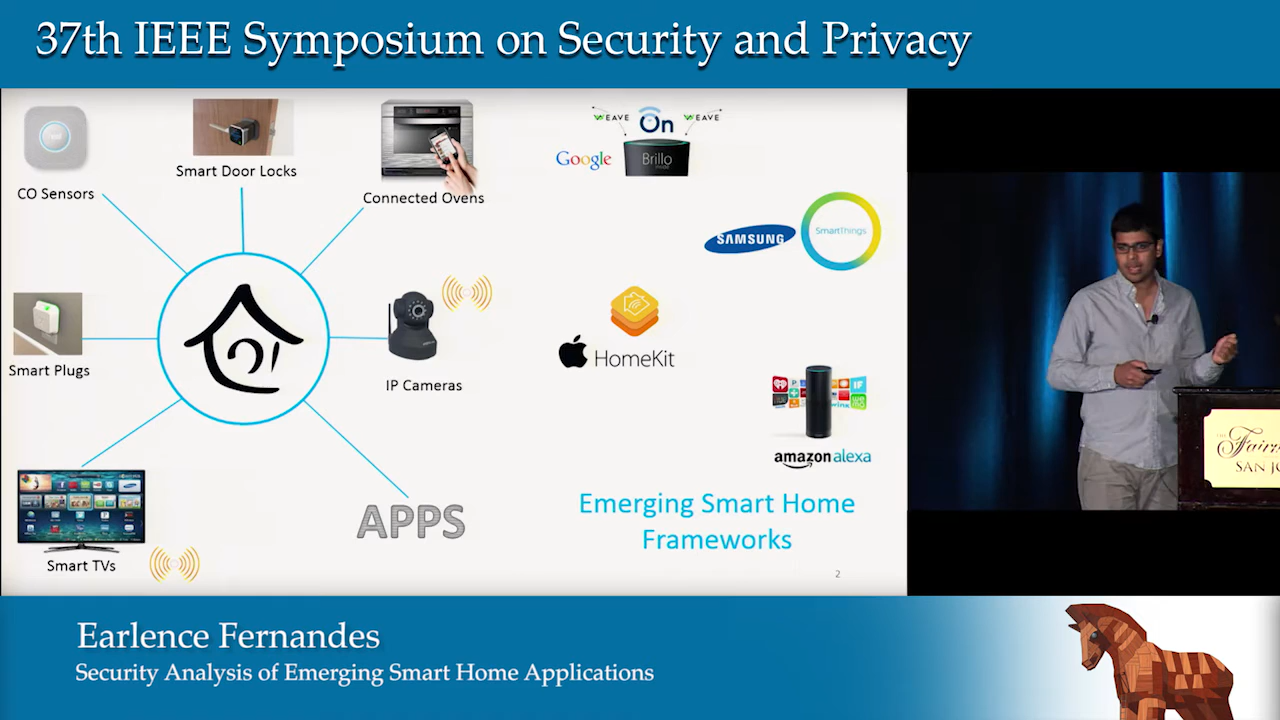 37th IEEE Symposium on Security and Privacy
CO Sensors
Smart Door Locks
Connected Ovens
WEAVE
On
WEAVE
Google
Brillo
SAMSUNG
SmartThings
Smart Plugs
IP Cameras
HomeKit
amazon alexa
APPS
Emerging Smart Home
Frameworks
Smart TVs
2
SAN J
Earlence Fernandes
Security Analysis of Emerging Smart Home Applications